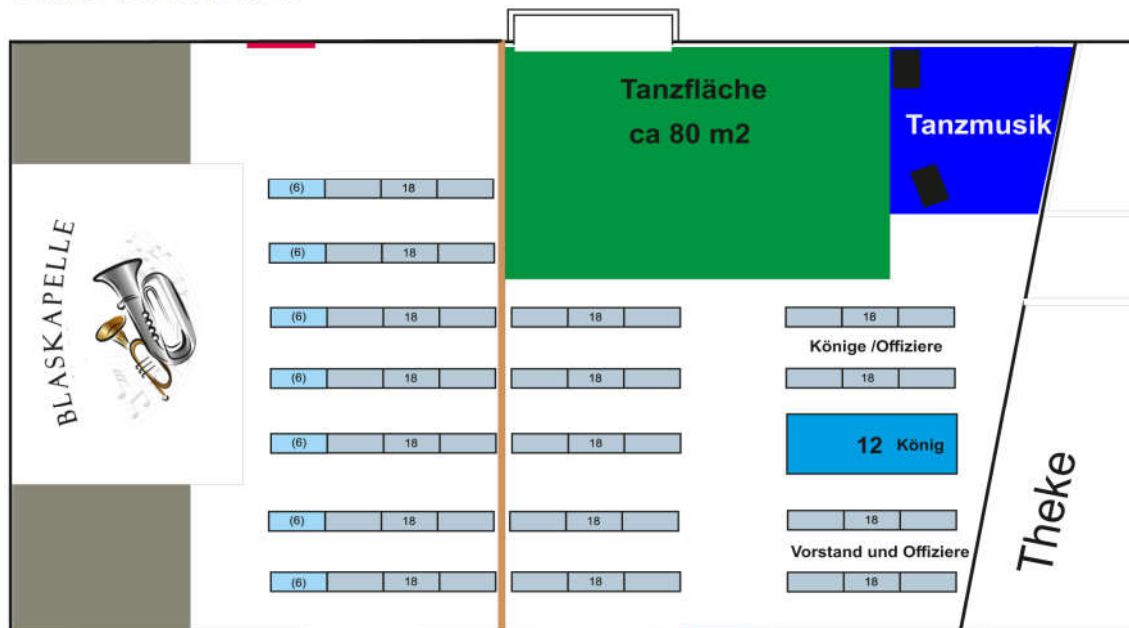 Tanzfläche
ca 80 m2
Tanzmusik
BLASKAPELLE
(6) 18
(6) 18
(6) 18 18 18
Könige /Offiziere
(6) 18 18 18
(6) 18 18 12 König
(6) 18 18 18
Vorstand und Offiziere
(6) 18 18 18
Theke